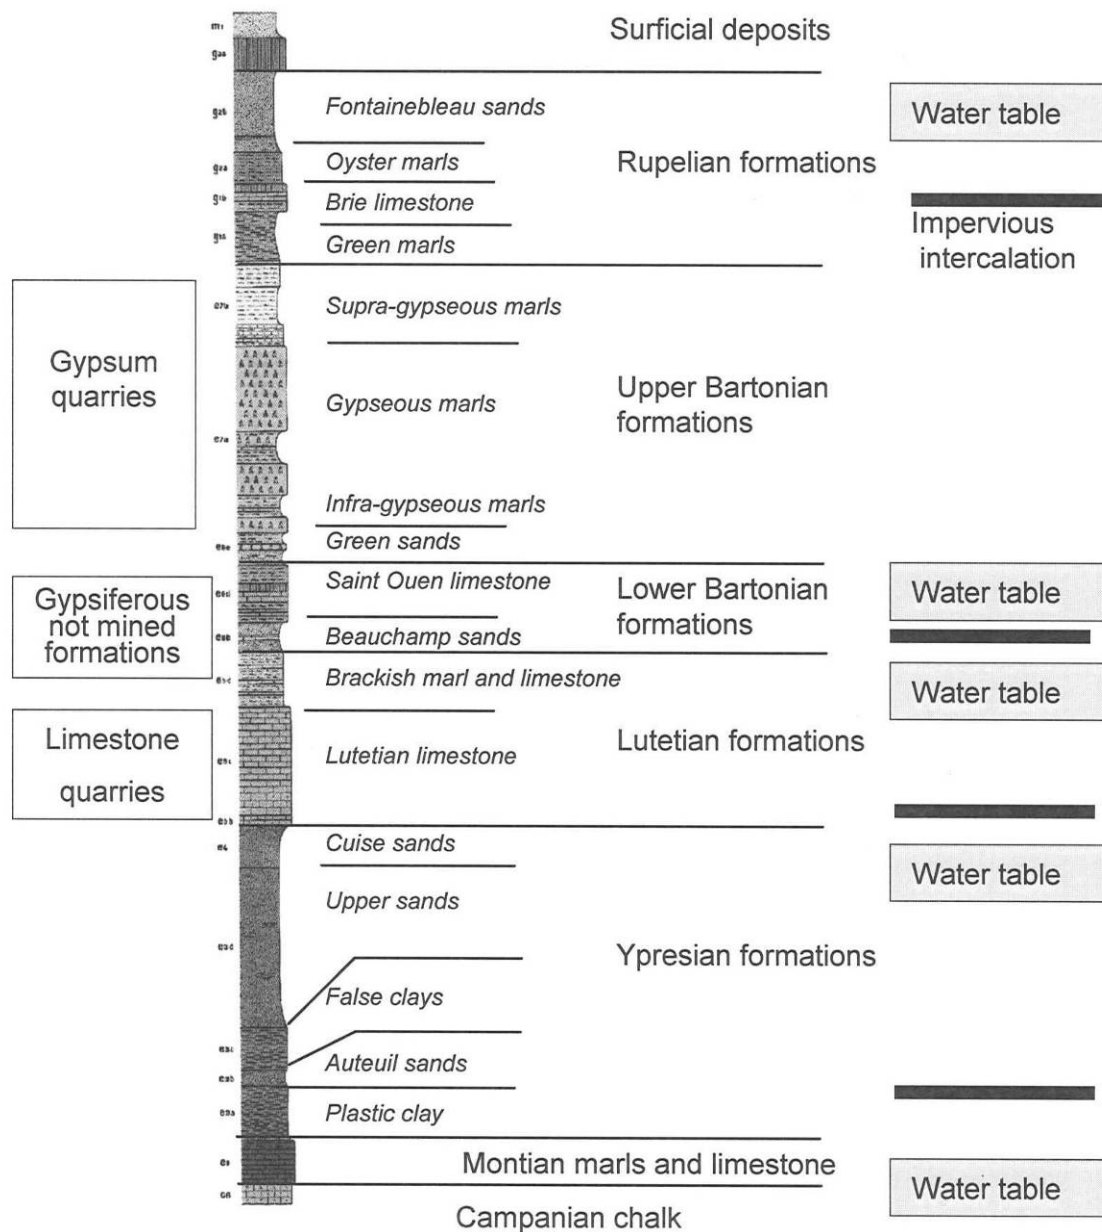 Surficial deposits
Fontainebleau sands
Water table
Oyster marls
Rupelian formations
Brie limestone
Impervious
intercalation
Green marls
Supra-gypseous marls
Gypsum
quarries
Gypseous marls
Upper Bartonian
formations
Infra-gypseous marls
Green sands
Saint Ouen limestone
Lower Bartonian
formations
Water table
Gypsiferous
not mined
formations
Beauchamp sands
Brackish marl and limestone
Water table
Limestone
quarries
Lutetian limestone
Lutetian formations
Cuise sands
Water table
Upper sands
Ypresian formations
False clays
Auteuil sands
Plastic clay
Montian marls and limestone
Water table
Campanian chalk